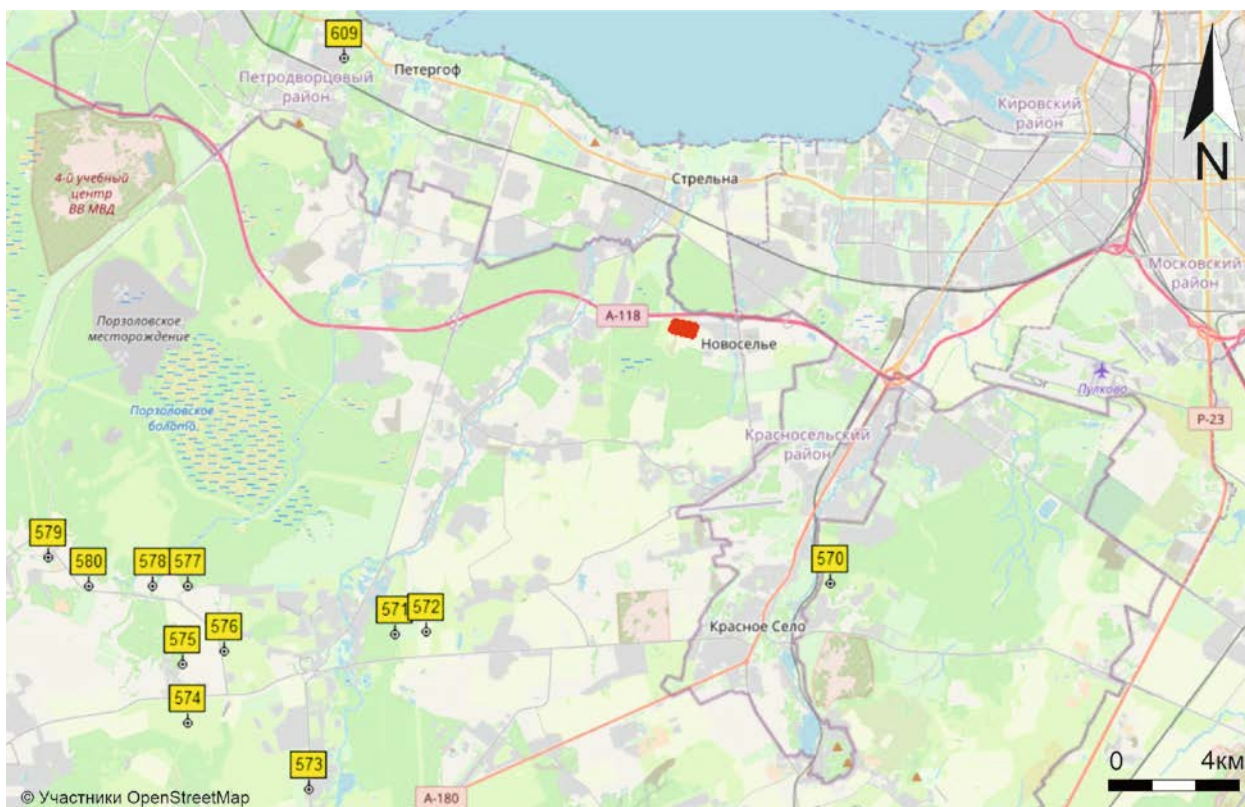 609
Петергоф
Петродворцовый
район
Кировский
район
N
4-й учебный
центр
ВВ МВД
Стрельна
Московский
район
Порзоловское
месторождение
А-118
Новоселье
Пулково
Порзоловское
болото
Р-23
Красносельский
район
579
580
578
577
570
571
572
575
576
Красное Село
574
573
0
4км
А-180
© Участники OpenStreetMap